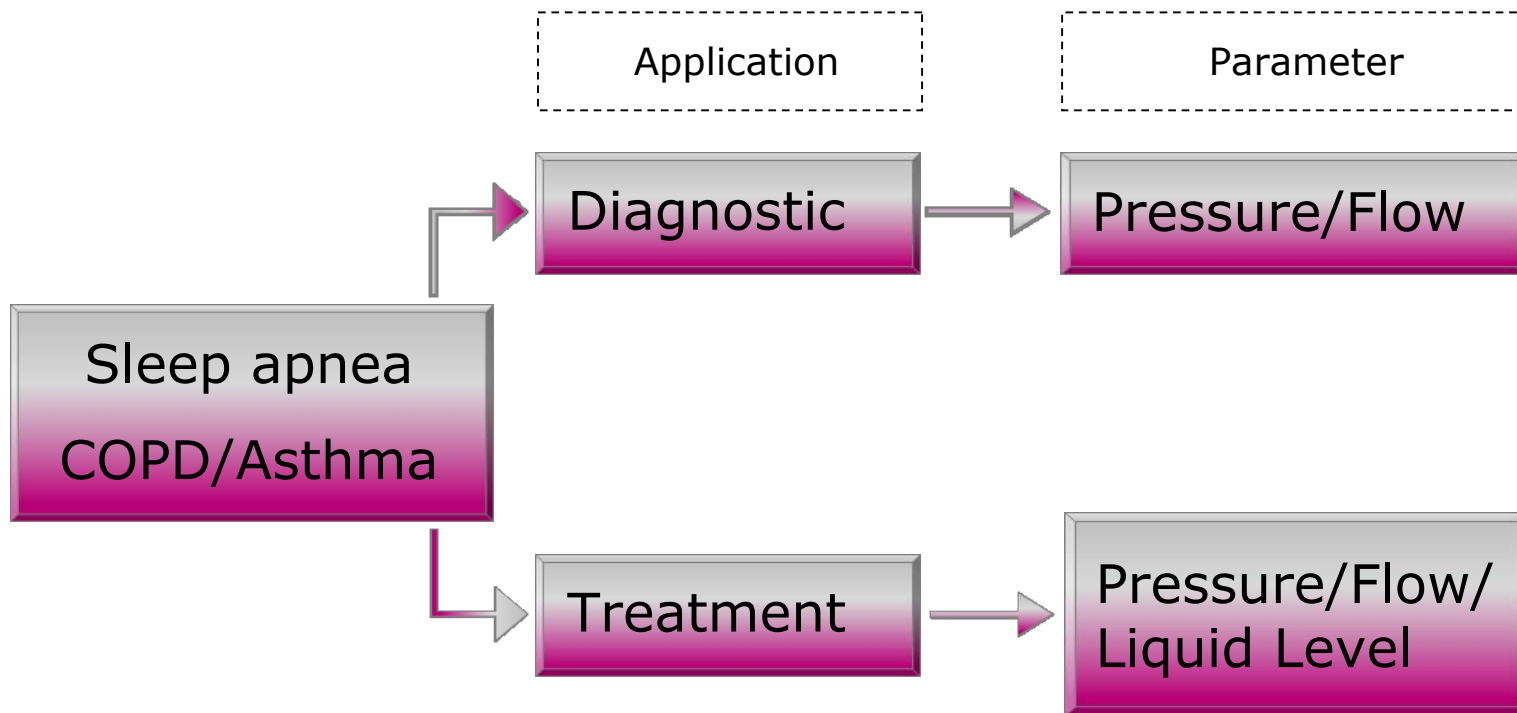 Application
Parameter
Diagnostic
Pressure/Flow
Sleep apnea
COPD/Asthma
Treatment
Pressure/Flow/
Liquid Level